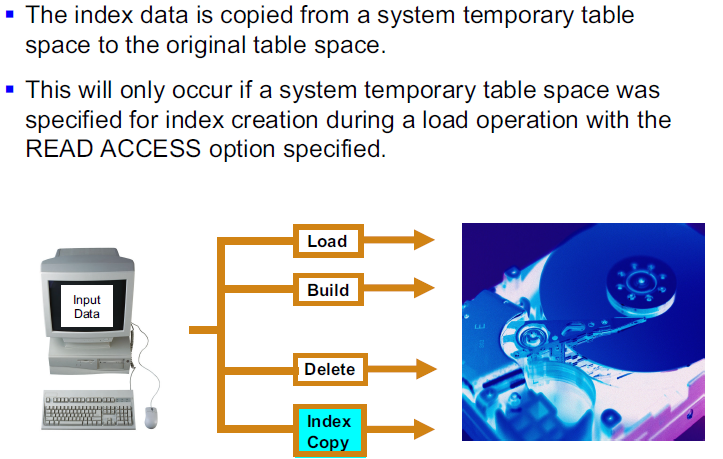 The index data is copied from a system temporary table
space to the original table space.
This will only occur if a system temporary table space was
specified for index creation during a load operation with the
READ ACCESS option specified.
Load
Build
Input
Data
Delete
Index
Copy